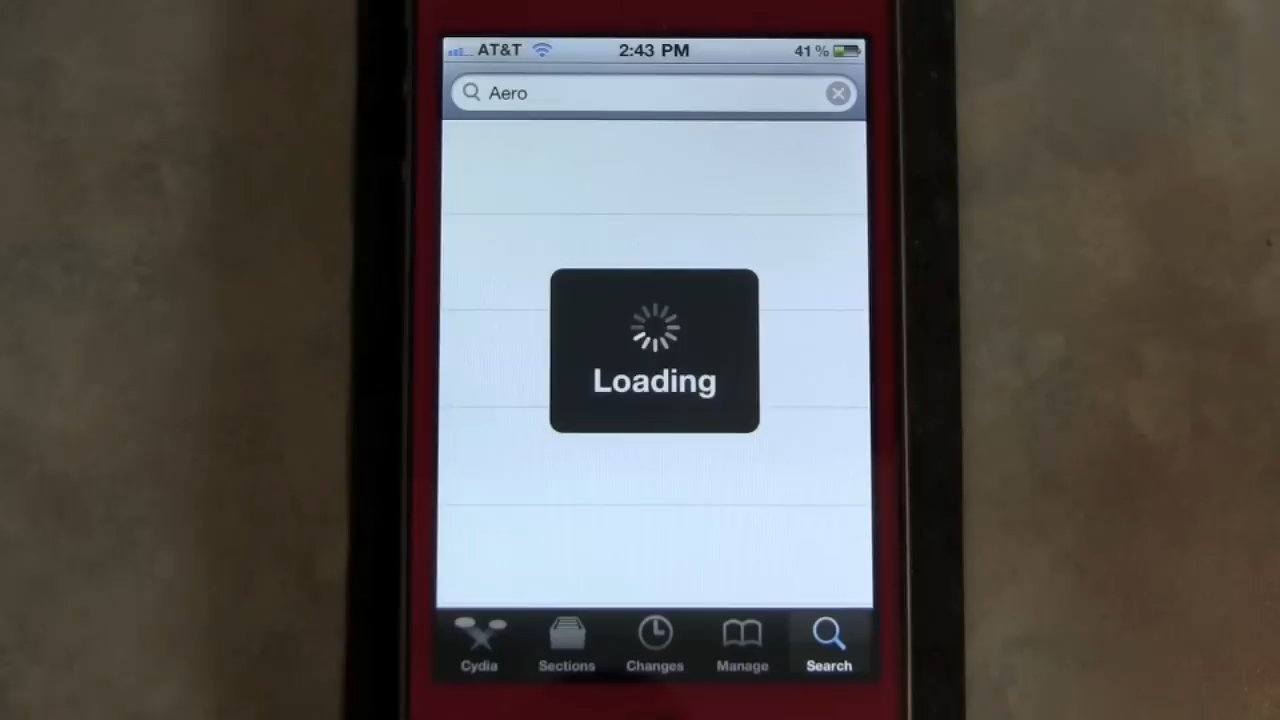 AT&T 2:43 PM 41 %
Aero
Loading
Cydia Sections Changes Manage Search